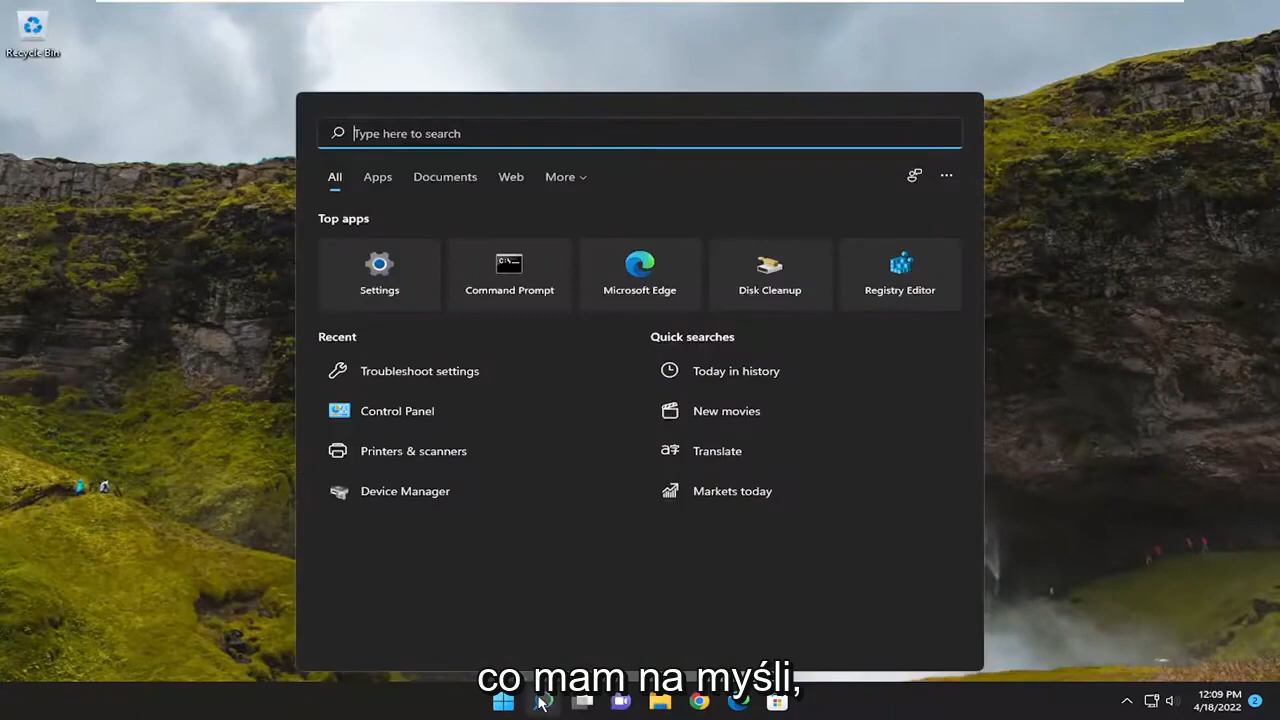 Recycle Bin
Type here to search
All Apps Documents Web More
Top apps
Settings Command Prompt Microsoft Edge Disk Cleanup Registry Editor
Recent Quick searches
Troubleshoot settings Today in history
Control Panel New movies
Printers & scanners Translate
Device Manager Markets today
co mam na myśli,
12:09 PM
4/18/2022
2